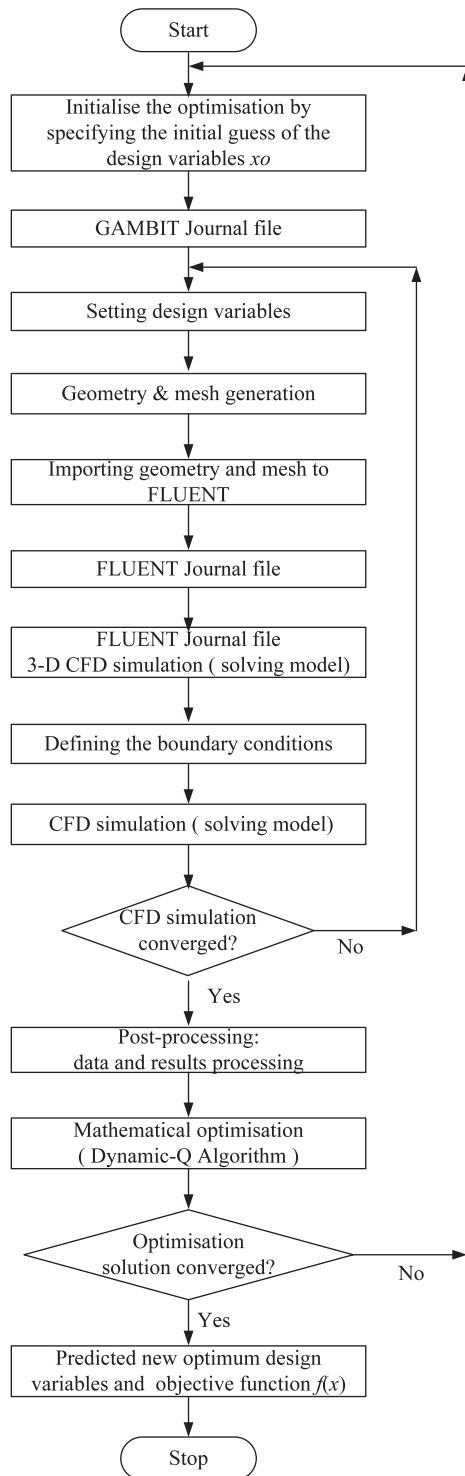 Start
Initialise the optimisation by
specifying the initial guess of the
design variables xo
GAMBIT Journal file
Setting design variables
Geometry & mesh generation
Importing geometry and mesh to
FLUENT
FLUENT Journal file
FLUENT Journal file
3-D CFD simulation ( solving model)
Defining the boundary conditions
CFD simulation ( solving model)
CFD simulation
converged?
No
Yes
Post-processing:
data and results processing
Mathematical optimisation
( Dynamic-Q Algorithm )
Optimisation
solution converged?
No
Yes
Predicted new optimum design
variables and objective function f(x)
Stop